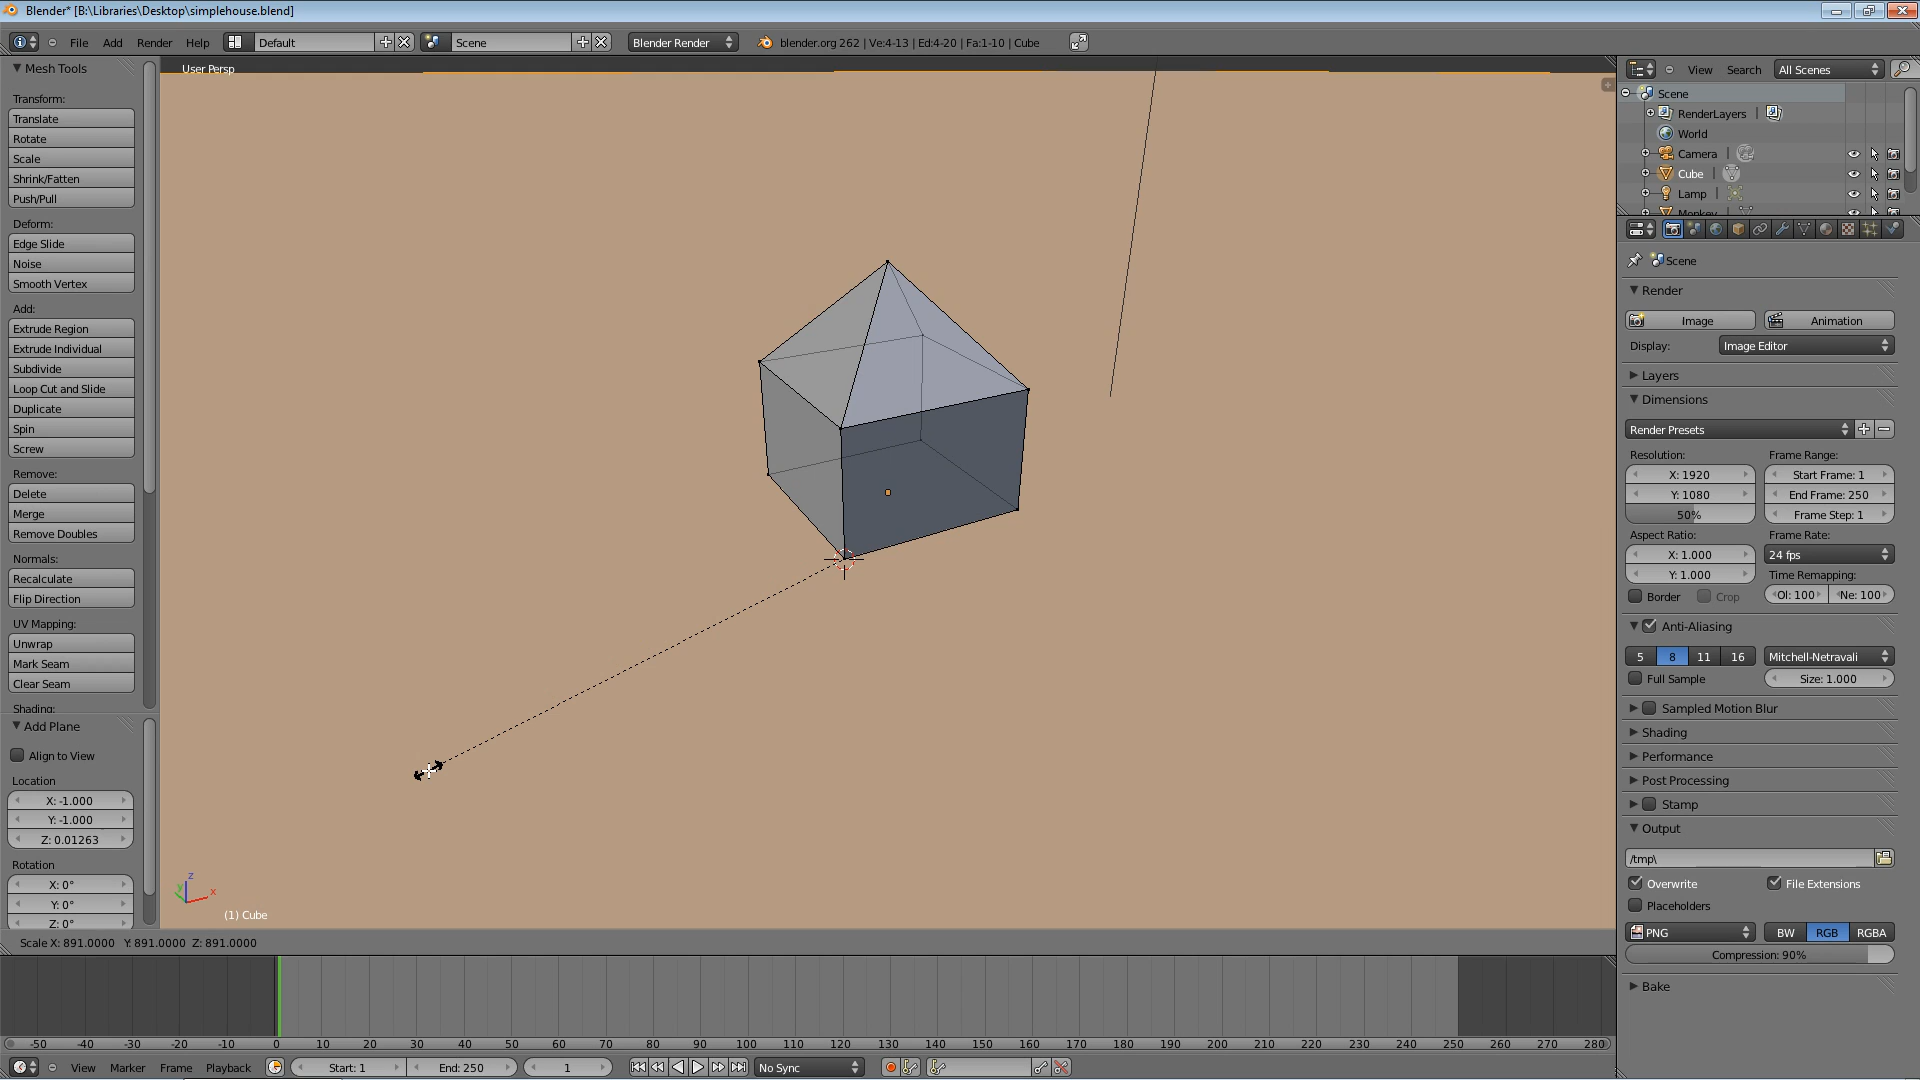 Blender* [B:\Libraries\Desktop\simplehouse.blend]
File Add Render Help Default Scene Blender Render blender.org 262 | Ve:4-13 | Ed:4-20 | Fa:1-10 | Cube
Mesh Tools
Transform:
Translate
Rotate
Scale
Shrink/Fatten
Push/Pull
Deform:
Edge Slide
Noise
Smooth Vertex
Add:
Extrude Region
Extrude Individual
Subdivide
Loop Cut and Slide
Duplicate
Spin
Screw
Remove:
Delete
Merge
Remove Doubles
Normals:
Recalculate
Flip Direction
UV Mapping:
Unwrap
Mark Seam
Clear Seam
Shading:
Add Plane
Align to View
Location
X: -1.000
Y: -1.000
Z: 0.01263
Rotation
X: 0°
Y: 0°
Z: 0°
User Persp
z
y
x
(1) Cube
Scale X: 891.0000 Y: 891.0000 Z: 891.0000
-50 -40 -30 -20 -10 0 10 20 30 40 50 60 70 80 90 100 110 120 130 140 150 160 170 180 190 200 210 220 230 240 250 260 270 280
View Marker Frame Playback Start: 1 End: 250 1 No Sync
View Search All Scenes
Scene
RenderLayers |
World
Camera |
Cube |
Lamp |
Monkey |
Scene
Render
Image Animation
Display: Image Editor
Layers
Dimensions
Render Presets
Resolution: Frame Range:
X: 1920 Start Frame: 1
Y: 1080 End Frame: 250
50% Frame Step: 1
Aspect Ratio: Frame Rate:
X: 1.000 24 fps
Y: 1.000 Time Remapping:
Border Crop Ol: 100 Ne: 100
Anti-Aliasing
5 8 11 16 Mitchell-Netravali
Full Sample Size: 1.000
Sampled Motion Blur
Shading
Performance
Post Processing
Stamp
Output
/tmp\
Overwrite File Extensions
Placeholders
PNG BW RGB RGBA
Compression: 90%
Bake